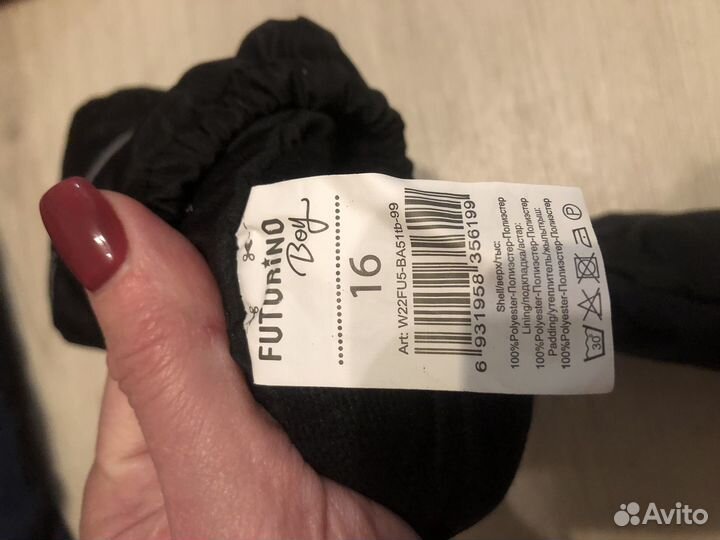 FUTURINO
Boy
16
Art: W22FU5-BA51tb-99
6 931958 356199
Shell/верх/тыс:
100%Polyester-Полиэстер-Полиэстер
Lining/подкладка/астар:
100%Polyester-Полиэстер-Полиэстер
Padding/утеплитель/жылытқыш:
100%Polyester-Полиэстер-Полиэстер
30°
P
Avito